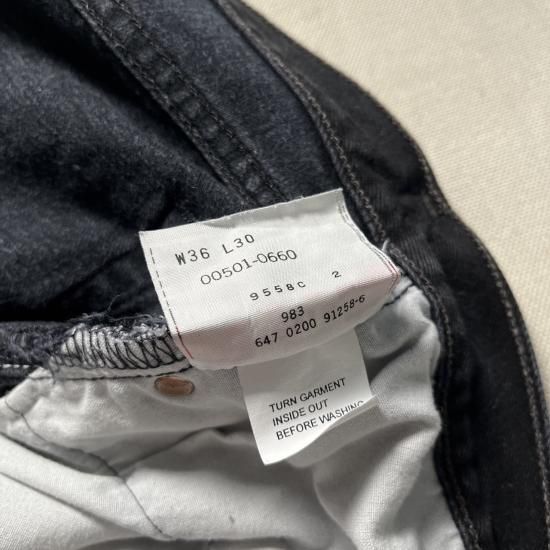 W36 L30
00501-0660
9558C 2
983
647 0200 91258-6
TURN GARMENT
INSIDE OUT
BEFORE WASHING